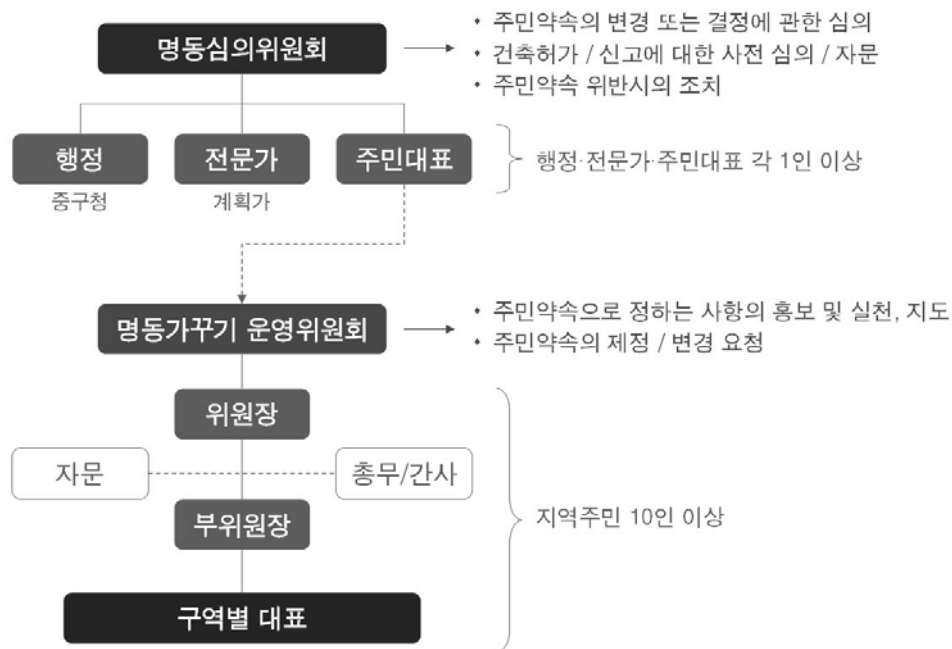 명동심의위원회
• 주민약속의 변경 또는 결정에 관한 심의
• 건축허가 / 신고에 대한 사전 심의 / 자문
• 주민약속 위반시의 조치
행정
전문가
주민대표
행정·전문가·주민대표 각 1인 이상
중구청
계획가
명동가꾸기 운영위원회
• 주민약속으로 정하는 사항의 홍보 및 실천, 지도
• 주민약속의 제정 / 변경 요청
위원장
자문
총무/간사
부위원장
지역주민 10인 이상
구역별 대표